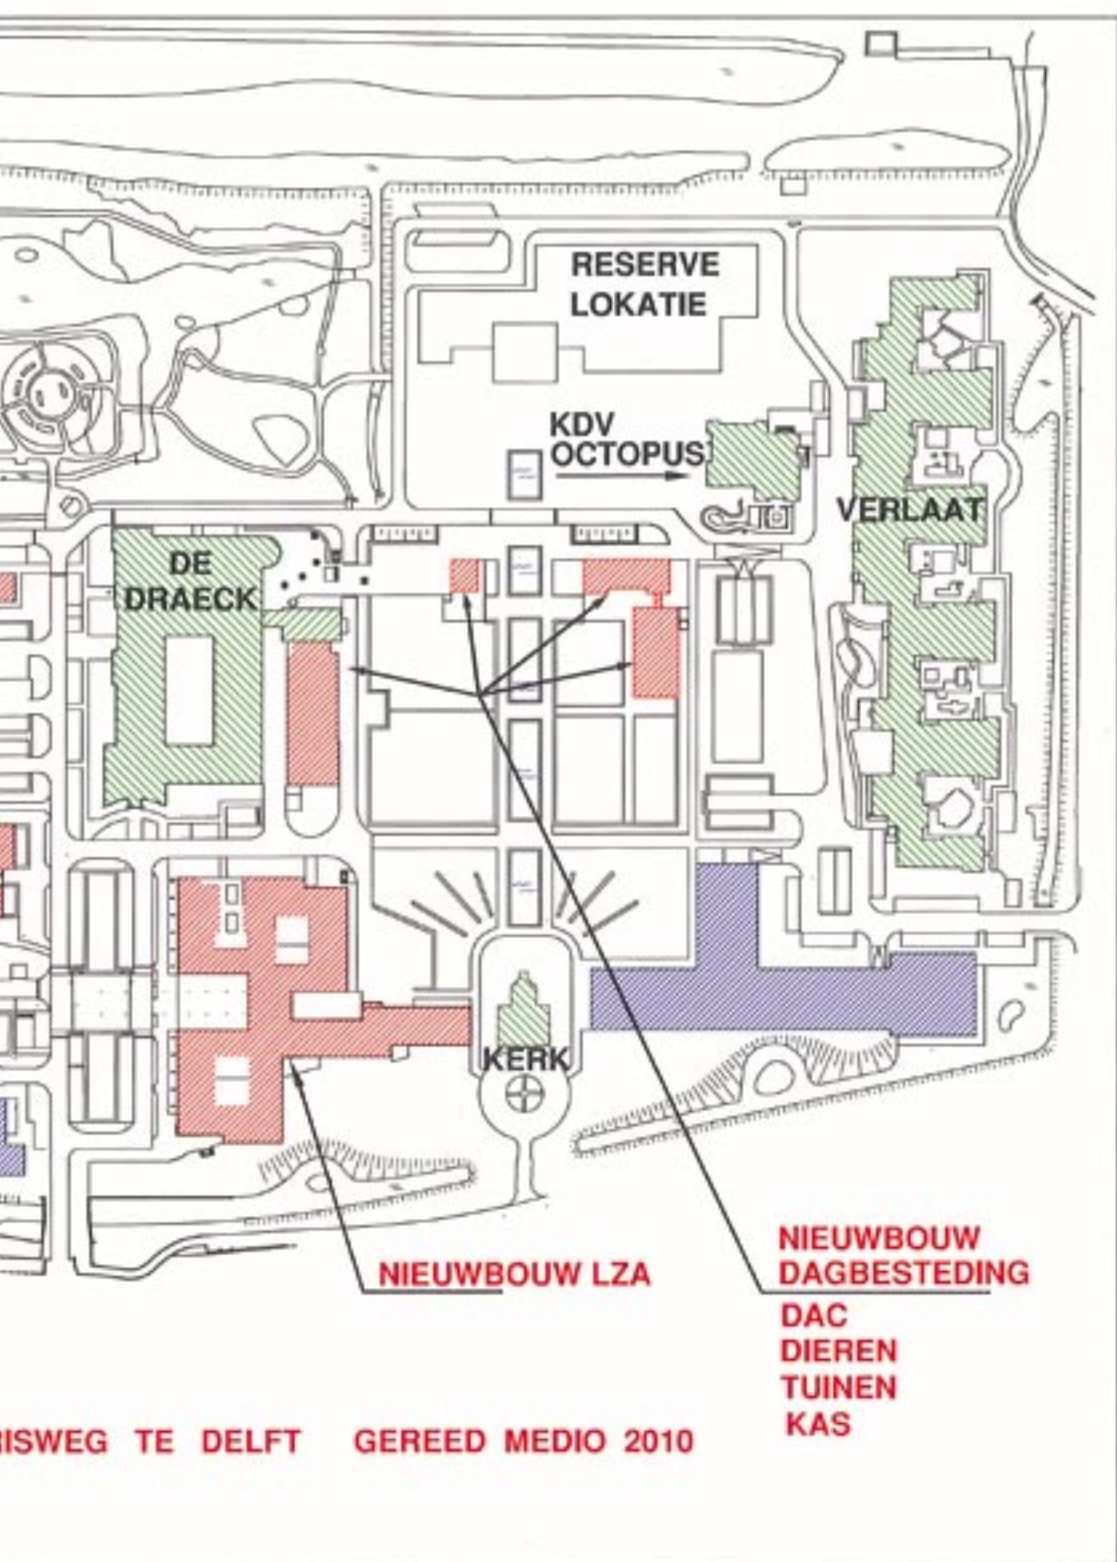 RESERVE
LOKATIE
KDV
OCTOPUS
VERLAAT
DE
DRAECK
KERK
NIEUWBOUW LZA
NIEUWBOUW
DAGBESTEDING
DAC
DIEREN
TUINEN
KAS
RISWEG TE DELFT GEREED MEDIO 2010